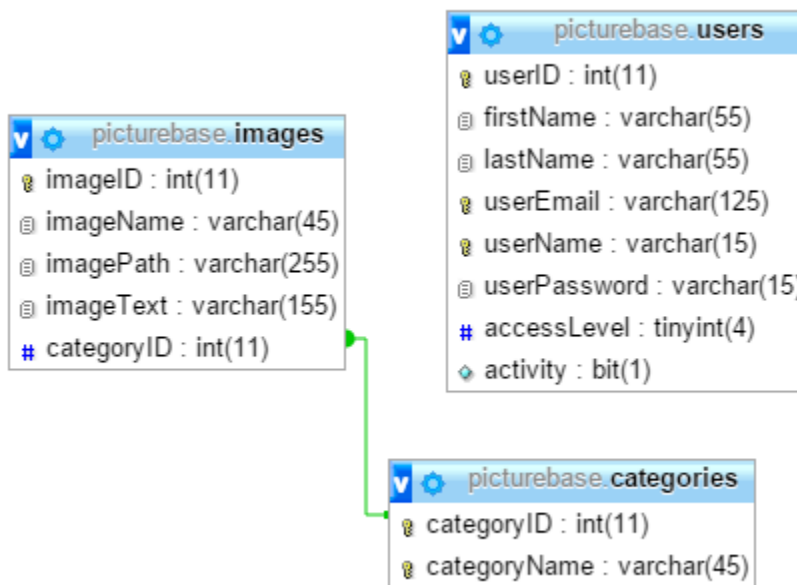 picturebase.images
imageID : int(11)
imageName : varchar(45)
imagePath : varchar(255)
imageText : varchar(155)
# categoryID : int(11)
picturebase.users
userID : int(11)
firstName : varchar(55)
lastName : varchar(55)
userEmail : varchar(125)
userName : varchar(15)
userPassword : varchar(15)
# accessLevel : tinyint(4)
activity : bit(1)
picturebase.categories
categoryID : int(11)
categoryName : varchar(45)